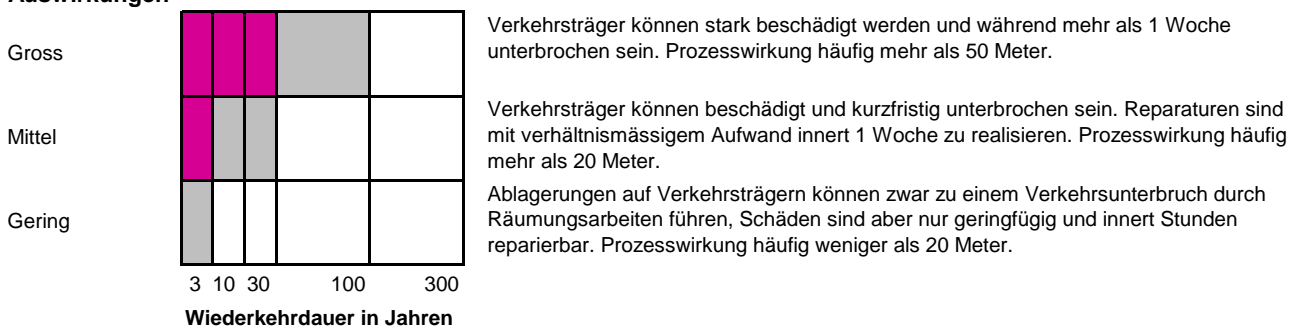 Auswirkungen
Gross
Verkehrsträger können stark beschädigt werden und während mehr als 1 Woche
unterbrochen sein. Prozesswirkung häufig mehr als 50 Meter.
Mittel
Verkehrsträger können beschädigt und kurzfristig unterbrochen sein. Reparaturen sind
mit verhältnismässigem Aufwand innert 1 Woche zu realisieren. Prozesswirkung häufig
mehr als 20 Meter.
Gering
Ablagerungen auf Verkehrsträgern können zwar zu einem Verkehrsunterbruch durch
Räumungsarbeiten führen, Schäden sind aber nur geringfügig und innert Stunden
reparierbar. Prozesswirkung häufig weniger als 20 Meter.
3 10 30 100 300
Wiederkehrdauer in Jahren